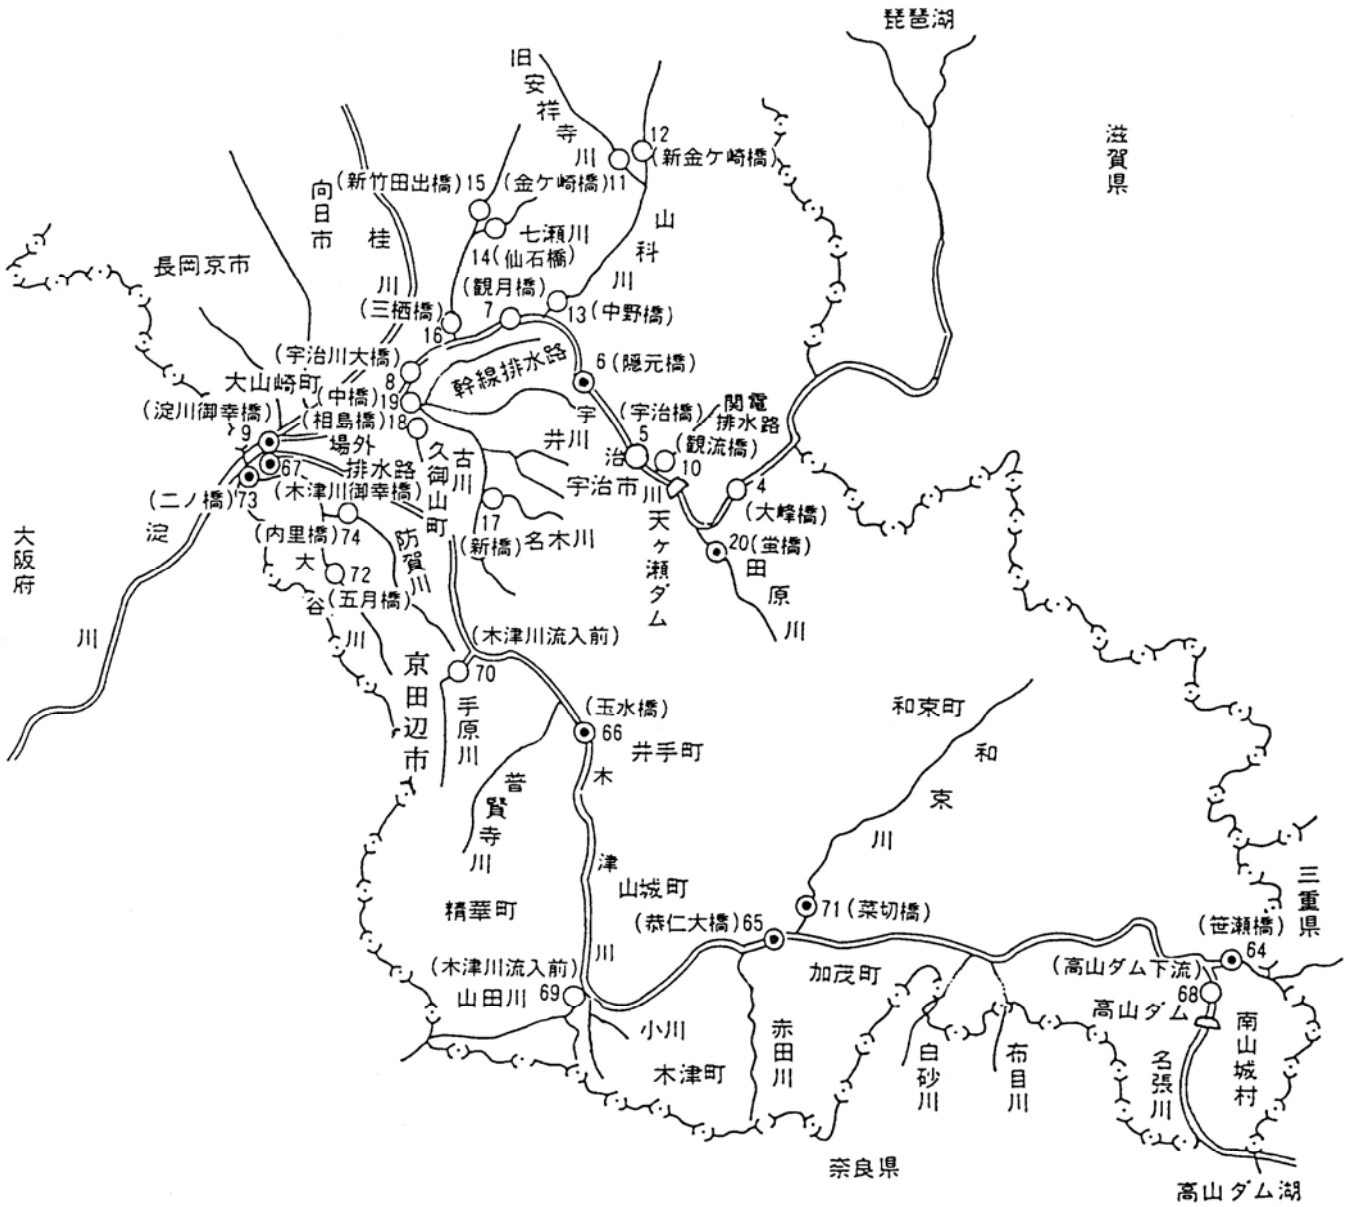 琵琶湖
旧安祥寺川
滋賀県
12
(新金ケ崎橋)
(新竹田出橋)15
(金ケ崎橋)11
向日市
桂川
山科川
七瀬川
14(仙石橋)
長岡京市
(観月橋)
7
13(中野橋)
(三栖橋)
16
(宇治川大橋)
8
幹線排水路
6(隠元橋)
大山崎町
(中橋)
19
(淀川御幸橋)
9
(相島橋)18
宇治川
(宇治橋)
5
関電
排水路
(観流橋)
10
井川
場外
排水路
久御山町
古川
67
(木津川御幸橋)
(二ノ橋)73
宇治市
4
(大峰橋)
17
(新橋)
名木川
天ヶ瀬ダム
20(蛍橋)
田原川
大阪府
淀川
(内里橋)74
防賀川
大谷川
72
(五月橋)
(木津川流入前)
70
京田辺市
手原川
(玉水橋)
66
井手町
和束町
和束川
普賢寺川
木津川
山城町
精華町
71(菜切橋)
(恭仁大橋)65
加茂町
三重県
(笹瀬橋)
64
(高山ダム下流)
68
高山ダム
(木津川流入前)
山田川
69
小川
木津町
赤田川
白砂川
布目川
名張川
南山城村
奈良県
高山ダム湖